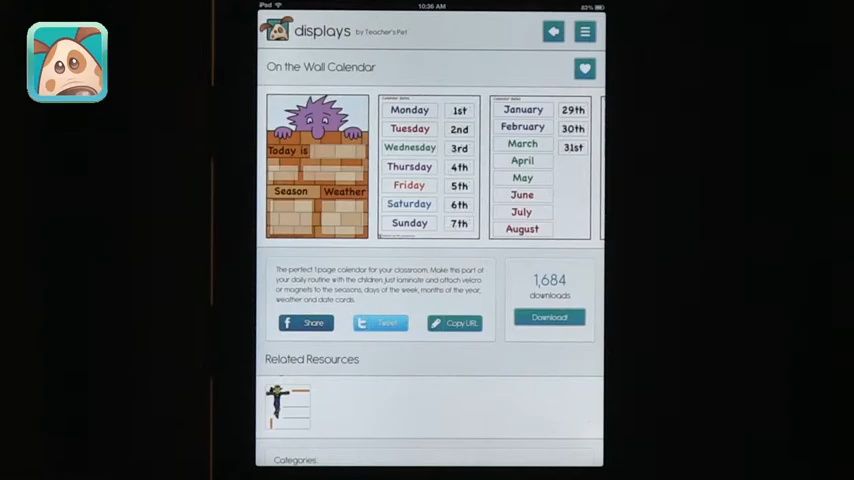 iPad 10:36 AM 82%
displays by Teacher's Pet
On the Wall Calendar
Today is
Season Weather
Monday 1st
Tuesday 2nd
Wednesday 3rd
Thursday 4th
Friday 5th
Saturday 6th
Sunday 7th
January 29th
February 30th
March 31st
April
May
June
July
August
The perfect 1 page calendar for your classroom. Make this part
of your daily routine with the children. Just laminate and attach velcro
or magnets to the seasons, days of the week, months of the year,
weather and date cards.
Share
Tweet
Copy URL
1,684
downloads
Download!
Related Resources
Categories: